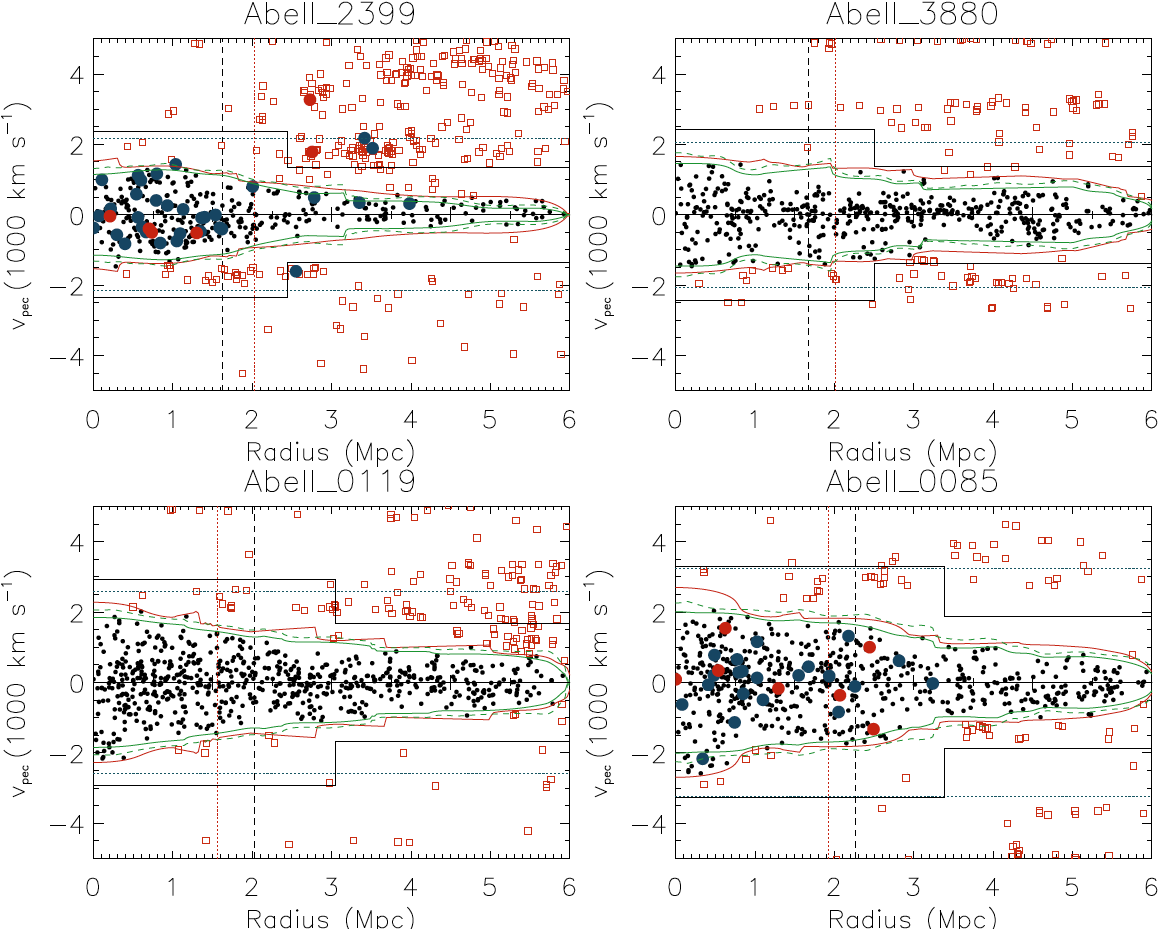 Abell_2399 Abell_3880
4 4
2 2
0 0
−2 −2
−4 −4
v_pec (1000 km s⁻¹) v_pec (1000 km s⁻¹)
0 1 2 3 4 5 6 0 1 2 3 4 5 6
Radius (Mpc) Radius (Mpc)
Abell_0119 Abell_0085
4 4
2 2
0 0
−2 −2
−4 −4
v_pec (1000 km s⁻¹) v_pec (1000 km s⁻¹)
0 1 2 3 4 5 6 0 1 2 3 4 5 6
Radius (Mpc) Radius (Mpc)